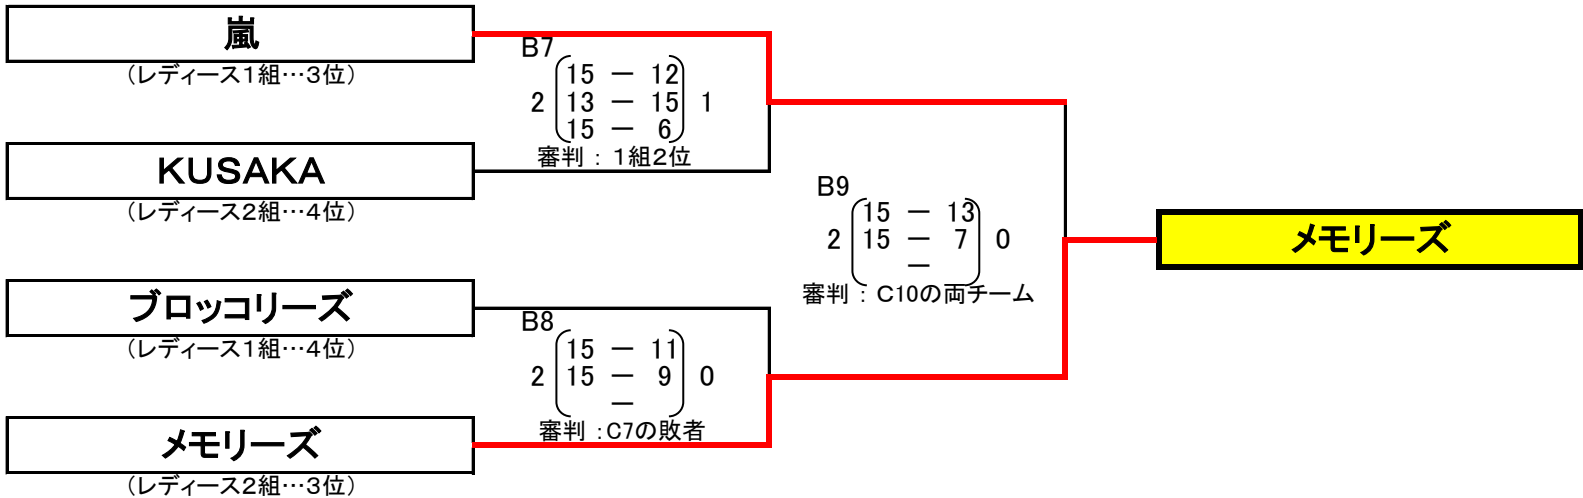 嵐
（レディース１組…３位）
KUSAKA
（レディース２組…４位）
ブロッコリーズ
（レディース１組…４位）
メモリーズ
（レディース２組…３位）
B7
15 － 12
2 13 － 15 1
15 － 6
審判：１組２位
B8
15 － 11
2 15 － 9 0
－
審判：C7の敗者
B9
15 － 13
2 15 － 7 0
－
審判：C10の両チーム
メモリーズ